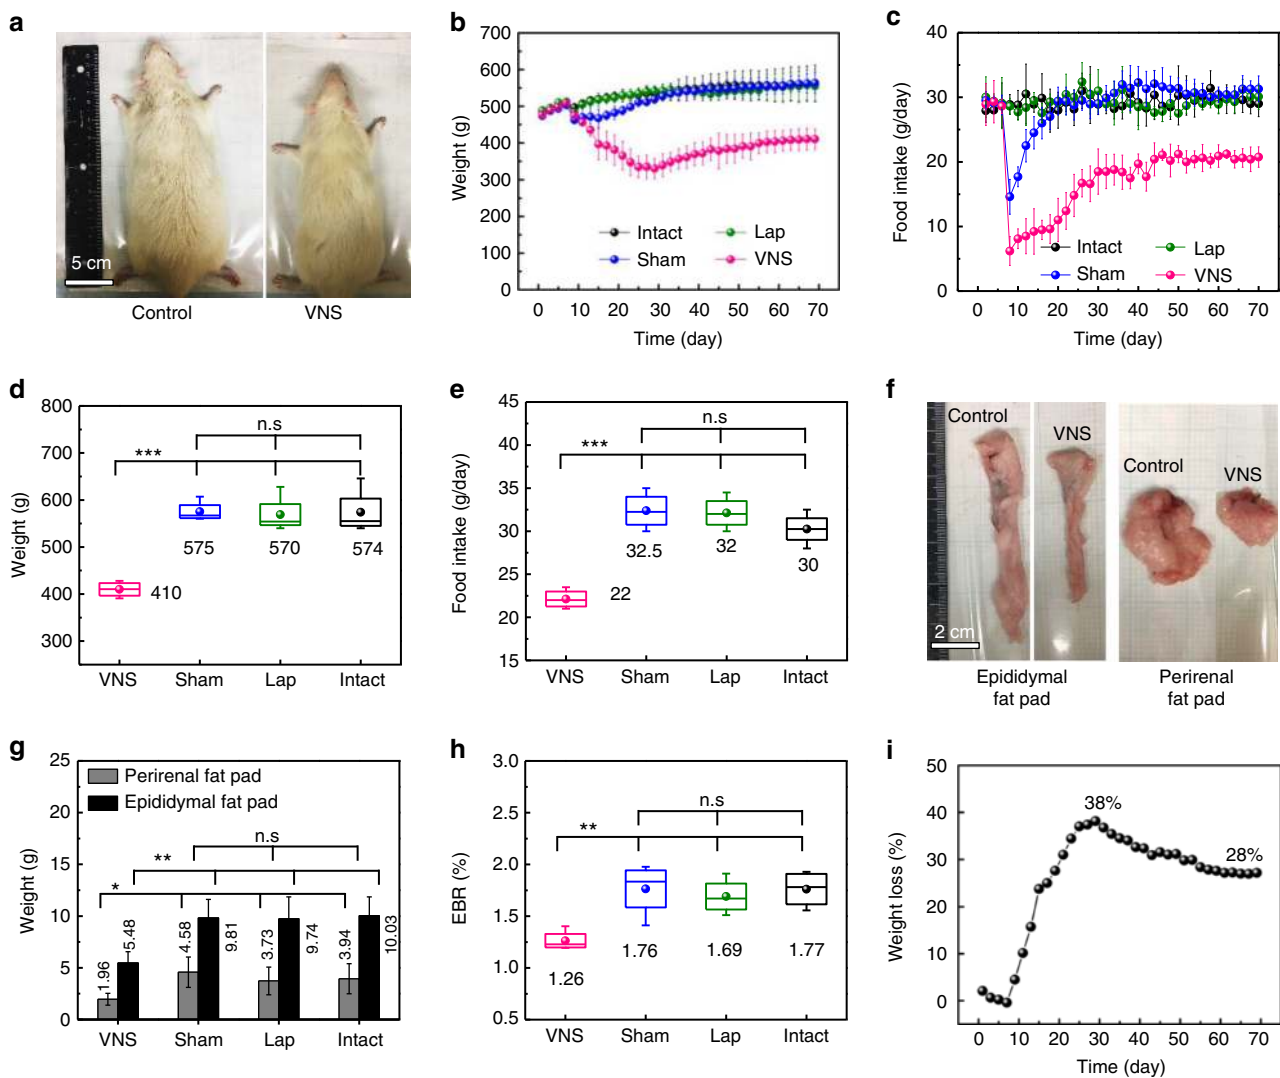 a
5 cm
Control
VNS
b
Weight (g)
700
600
500
400
300
200
100
0
Intact
Lap
Sham
VNS
0 10 20 30 40 50 60 70
Time (day)
c
Food intake (g/day)
40
30
20
10
0
Intact
Lap
Sham
VNS
0 10 20 30 40 50 60 70
Time (day)
d
Weight (g)
800
700
600
500
400
300
n.s
***
410
575
570
574
VNS Sham Lap Intact
e
Food intake (g/day)
45
40
35
30
25
20
15
n.s
***
22
32.5
32
30
VNS Sham Lap Intact
f
Control
VNS
Control
VNS
2 cm
Epididymal
fat pad
Perirenal
fat pad
g
Weight (g)
25
20
15
10
5
0
Perirenal fat pad
Epididymal fat pad
n.s
**
*
1.96
5.48
4.58
9.81
3.73
9.74
3.94
10.03
VNS Sham Lap Intact
h
EBR (%)
3.0
2.5
2.0
1.5
1.0
0.5
n.s
**
1.26
1.76
1.69
1.77
VNS Sham Lap Intact
i
Weight loss (%)
50
40
30
20
10
0
38%
28%
0 10 20 30 40 50 60 70
Time (day)